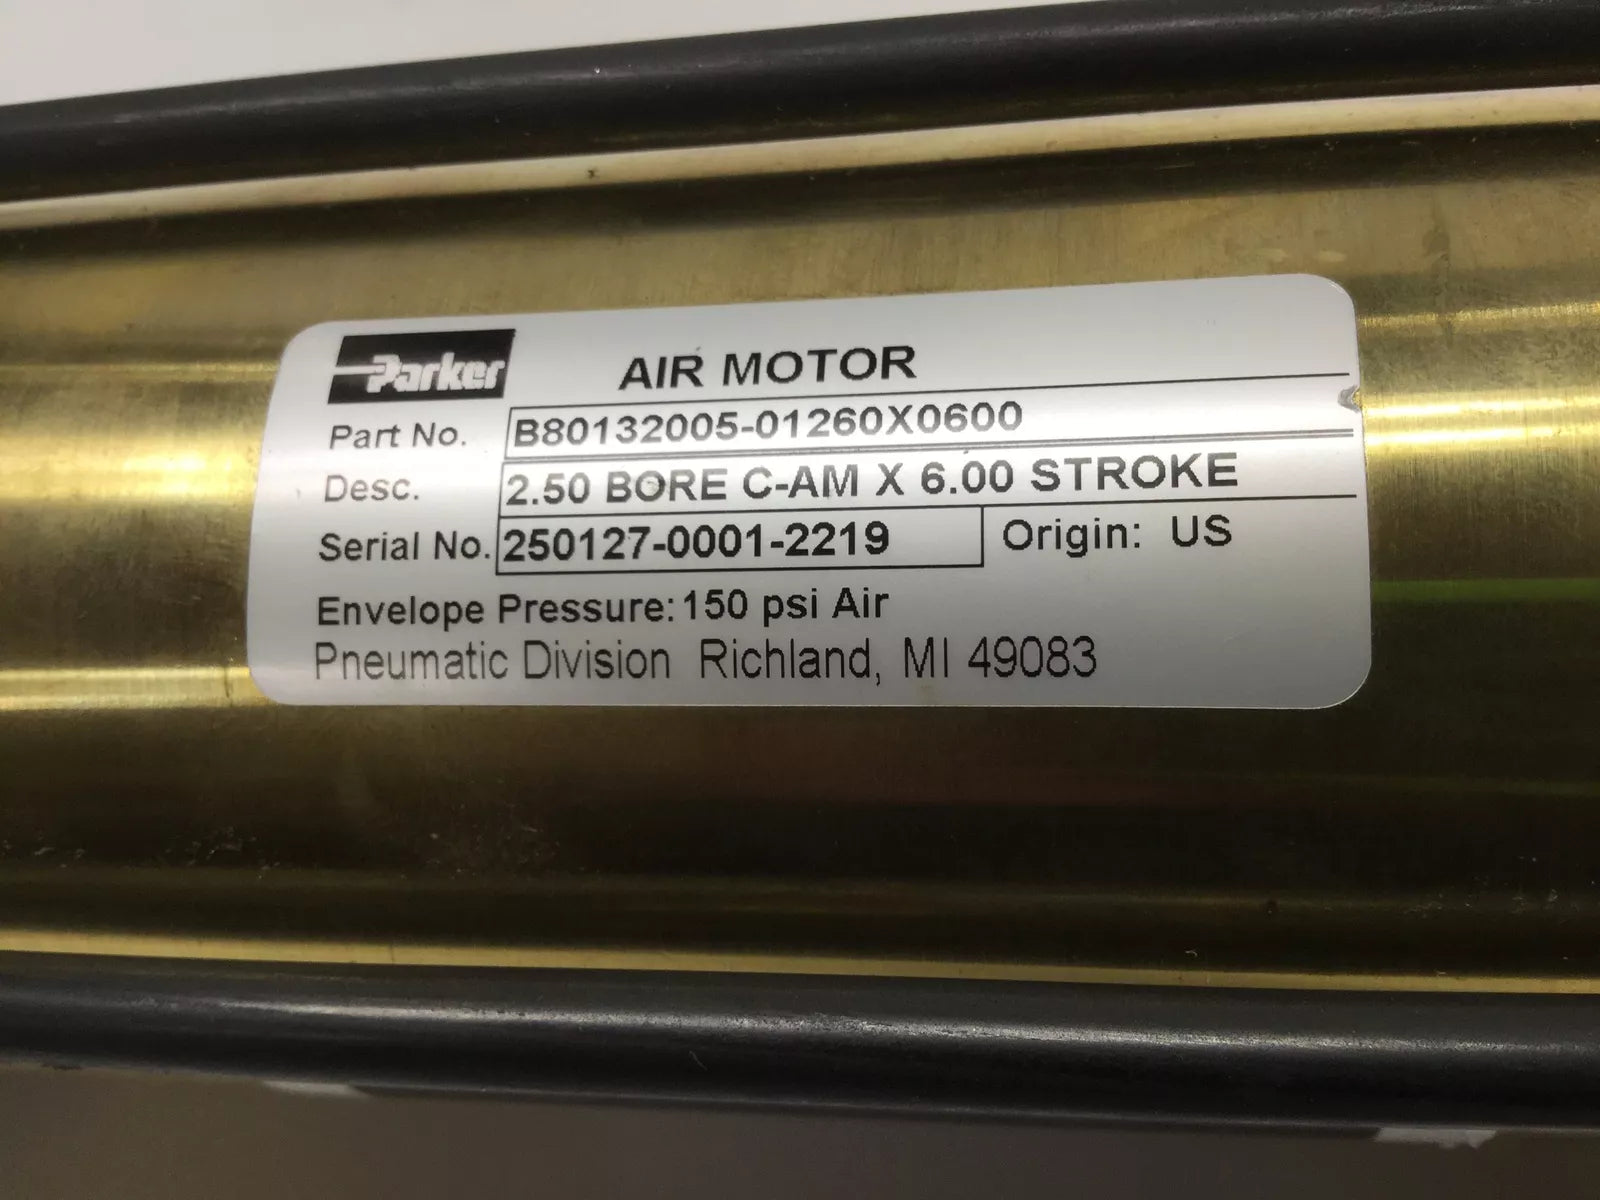 Parker AIR MOTOR
Part No. B80132005-01260X0600
Desc. 2.50 BORE C-AM X 6.00 STROKE
Serial No. 250127-0001-2219 Origin: US
Envelope Pressure: 150 psi Air
Pneumatic Division Richland, MI 49083